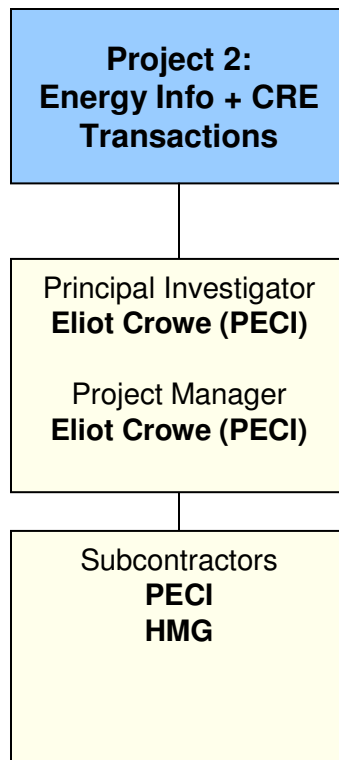 Project 2:
Energy Info + CRE
Transactions
Principal Investigator
Eliot Crowe (PECI)
Project Manager
Eliot Crowe (PECI)
Subcontractors
PECI
HMG